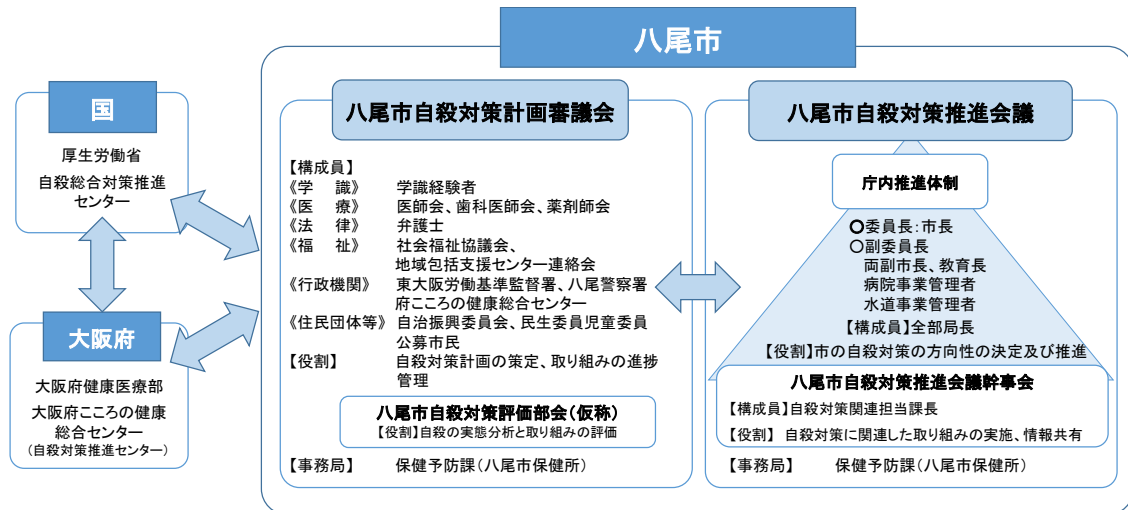 八尾市
国
厚生労働省
自殺総合対策推進
センター
大阪府
大阪府健康医療部
大阪府こころの健康
総合センター
(自殺対策推進センター)
八尾市自殺対策計画審議会
【構成員】
《学　識》　学識経験者
《医　療》　医師会、歯科医師会、薬剤師会
《法　律》　弁護士
《福　祉》　社会福祉協議会、
地域包括支援センター連絡会
《行政機関》　東大阪労働基準監督署、八尾警察署
府こころの健康総合センター
《住民団体等》　自治振興委員会、民生委員児童委員
公募市民
【役割】　自殺対策計画の策定、取り組みの進捗
管理
八尾市自殺対策評価部会(仮称)
【役割】自殺の実態分析と取り組みの評価
【事務局】　保健予防課(八尾市保健所)
八尾市自殺対策推進会議
庁内推進体制
○委員長:市長
○副委員長
両副市長、教育長
病院事業管理者
水道事業管理者
【構成員】全部局長
【役割】市の自殺対策の方向性の決定及び推進
八尾市自殺対策推進会議幹事会
【構成員】自殺対策関連担当課長
【役割】　自殺対策に関連した取り組みの実施、情報共有
【事務局】　保健予防課(八尾市保健所)